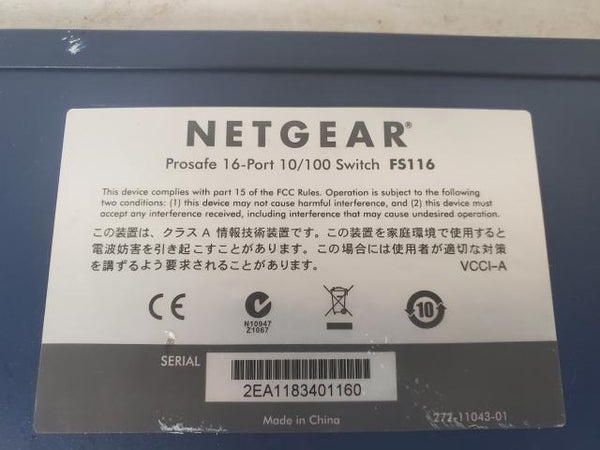 NETGEAR®
Prosafe 16-Port 10/100 Switch FS116
This device complies with part 15 of the FCC Rules. Operation is subject to the following
two conditions: (1) this device may not cause harmful interference, and (2) this device must
accept any interference received, including interference that may cause undesired operation.
この装置は、クラス A 情報技術装置です。この装置を家庭環境で使用すると
電波妨害を引き起こすことがあります。この場合には使用者が適切な対策
を講ずるよう要求されることがあります。 VCCI-A
CE
N10947
Z1067
10
SERIAL
2EA1183401160
Made in China
272-11043-01